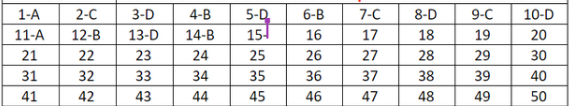 1-A 2-C 3-D 4-B 5-D 6-B 7-C 8-D 9-C 10-D
11-A 12-B 13-D 14-B 15- 16 17 18 19 20
21 22 23 24 25 26 27 28 29 30
31 32 33 34 35 36 37 38 39 40
41 42 43 44 45 46 47 48 49 50